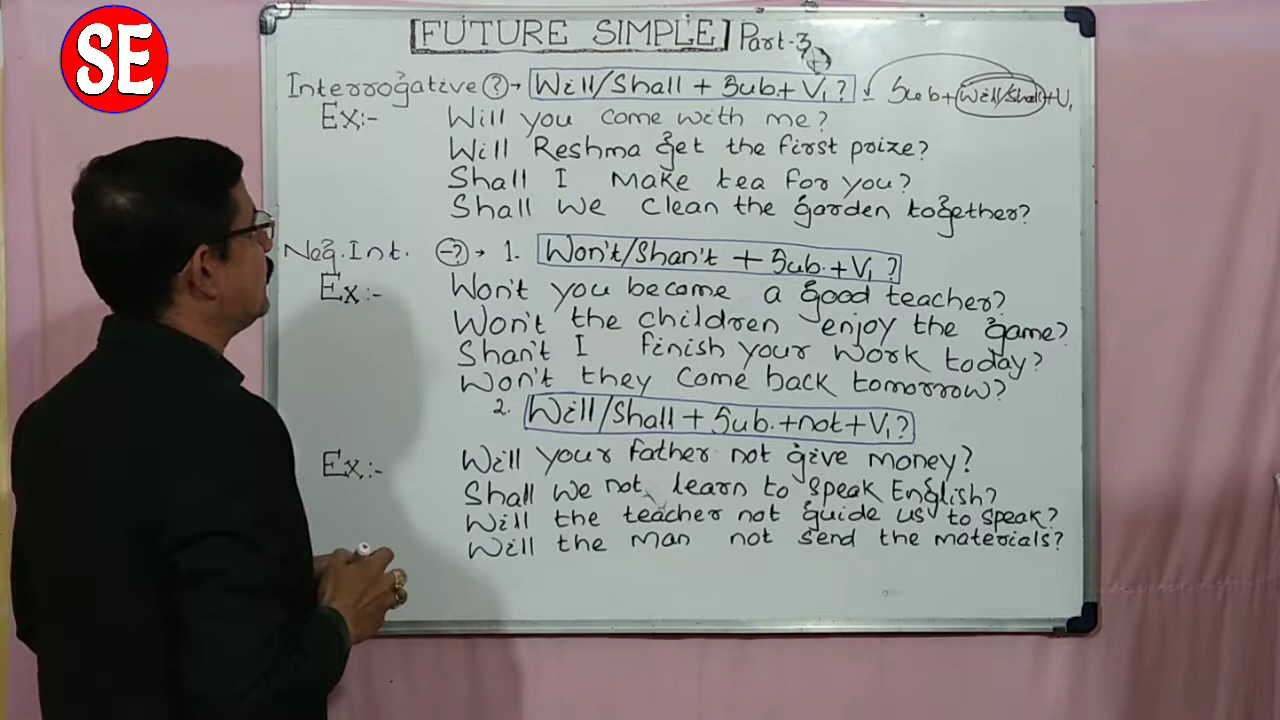 SE
FUTURE SIMPLE Part-3
Interrogative ? → Will/Shall + Sub + V1 ? Sub + Will/Shall + V1
Ex:- Will you come with me?
Will Reshma get the first prize?
Shall I make tea for you?
Shall we clean the garden together?
Neg. Int. -? → 1. Won't/Shan't + Sub. + V1 ?
Ex:- Won't you become a good teacher?
Won't the children enjoy the game?
Shan't I finish your work today?
Won't they come back tomorrow?
2. Will/Shall + Sub. + not + V1 ?
Ex:- Will your father not give money?
Shall we not learn to speak English?
Will the teacher not guide us to speak?
Will the man not send the materials?